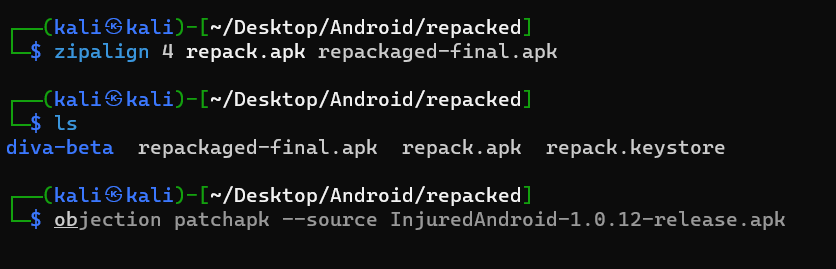 ┌──(kali㉿kali)-[~/Desktop/Android/repacked]
└─$ zipalign 4 repack.apk repackaged-final.apk
┌──(kali㉿kali)-[~/Desktop/Android/repacked]
└─$ ls
diva-beta  repackaged-final.apk  repack.apk  repack.keystore
┌──(kali㉿kali)-[~/Desktop/Android/repacked]
└─$ objection patchapk --source InjuredAndroid-1.0.12-release.apk